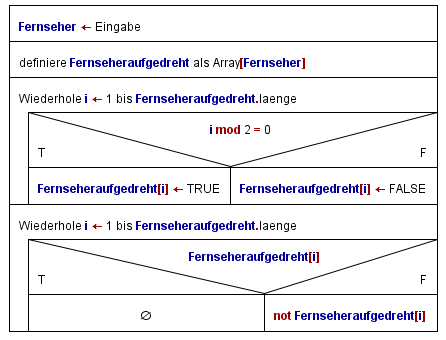 Fernseher ← Eingabe
definiere Fernseheraufgedreht als Array[Fernseher]
Wiederhole i ← 1 bis Fernseheraufgedreht.laenge
i mod 2 = 0
T F
Fernseheraufgedreht[i] ← TRUE Fernseheraufgedreht[i] ← FALSE
Wiederhole i ← 1 bis Fernseheraufgedreht.laenge
Fernseheraufgedreht[i]
T F
∅ not Fernseheraufgedreht[i]